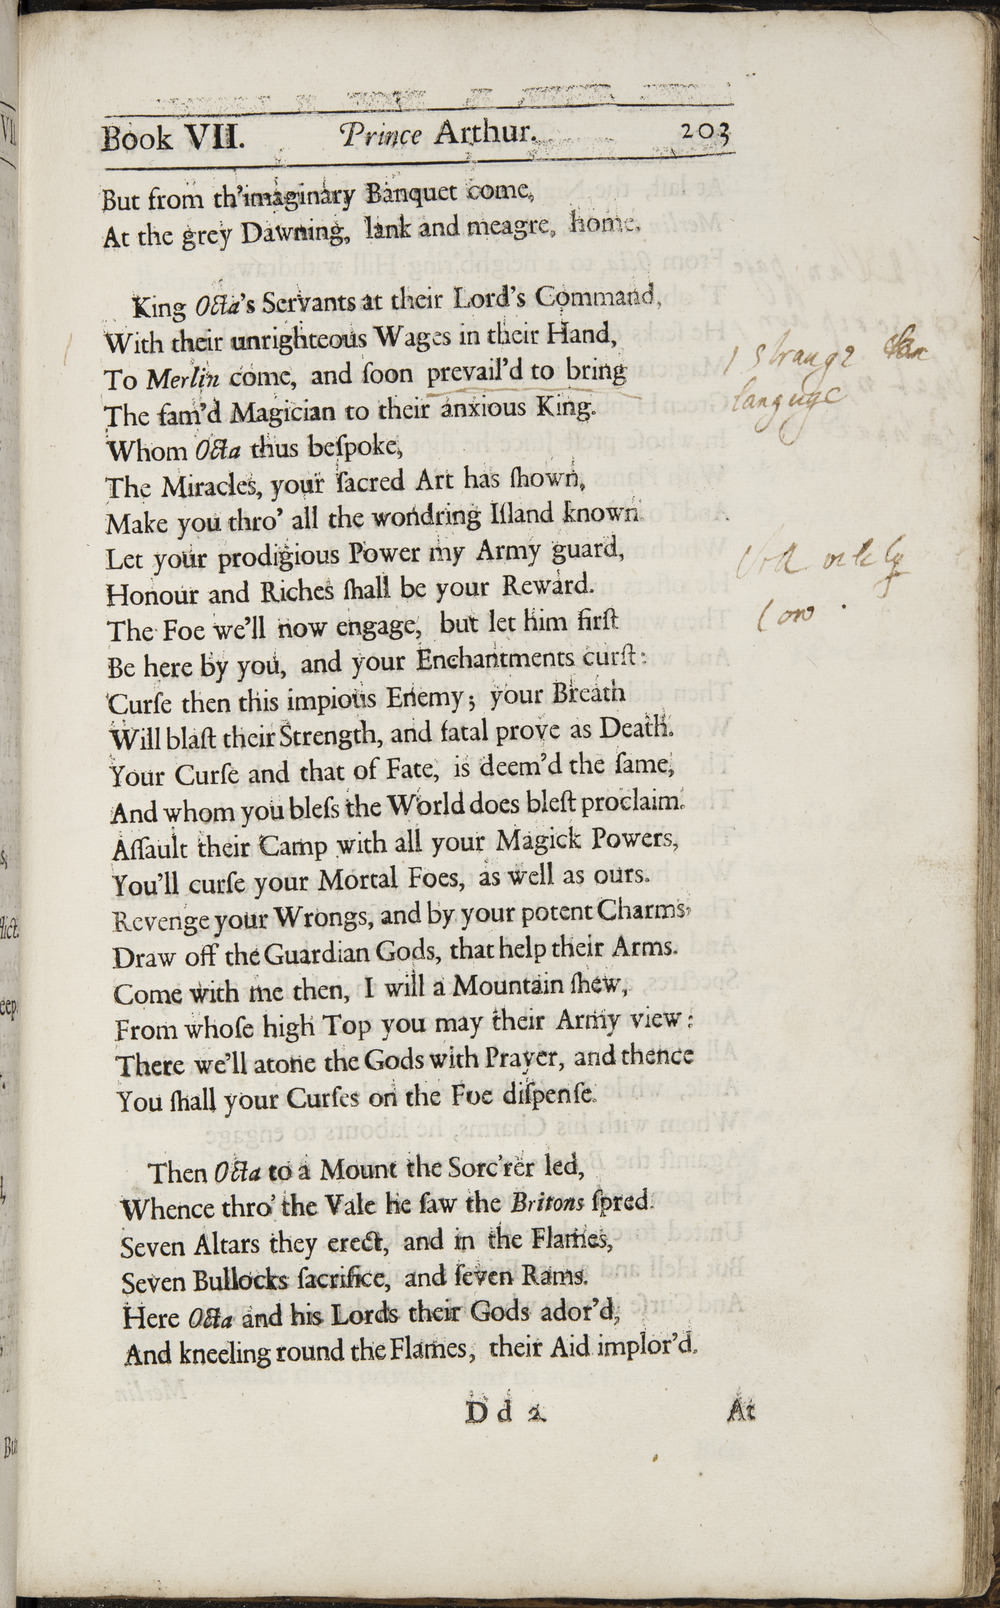 Book VII. Prince Arthur. 203
But from th'imaginary Banquet come,
At the grey Dawning, lank and meagre, home.
King Octa's Servants at their Lord's Command,
With their unrighteous Wages in their Hand,
To Merlin come, and ſoon prevail'd to bring
1 strange
languge
The fam'd Magician to their anxious King.
Whom Octa thus beſpoke,
The Miracles, your ſacred Art has ſhown,
Make you thro' all the wondring Iſland known
Let your prodigious Power my Army guard,
Honour and Riches ſhall be your Reward.
low
The Foe we'll now engage, but let him firſt
Be here by you, and your Enchantments curſt:
Curſe then this impious Enemy; your Breath
Will blaſt their Strength, and fatal prove as Death.
Your Curſe and that of Fate, is deem'd the ſame,
And whom you bleſs the World does bleſt proclaim.
Aſſault their Camp with all your Magick Powers,
You'll curſe your Mortal Foes, as well as ours.
Revenge your Wrongs, and by your potent Charms,
Draw off the Guardian Gods, that help their Arms.
Come with me then, I will a Mountain ſhew,
From whoſe high Top you may their Army view:
There we'll atone the Gods with Prayer, and thence
You ſhall your Curſes on the Foe diſpenſe.
Then Octa to a Mount the Sorc'rer led,
Whence thro' the Vale he ſaw the Britons ſpred.
Seven Altars they erect, and in the Flames,
Seven Bullocks ſacrifice, and ſeven Rams.
Here Octa and his Lords their Gods ador'd,
And kneeling round the Flames, their Aid implor'd.
D d 2 At